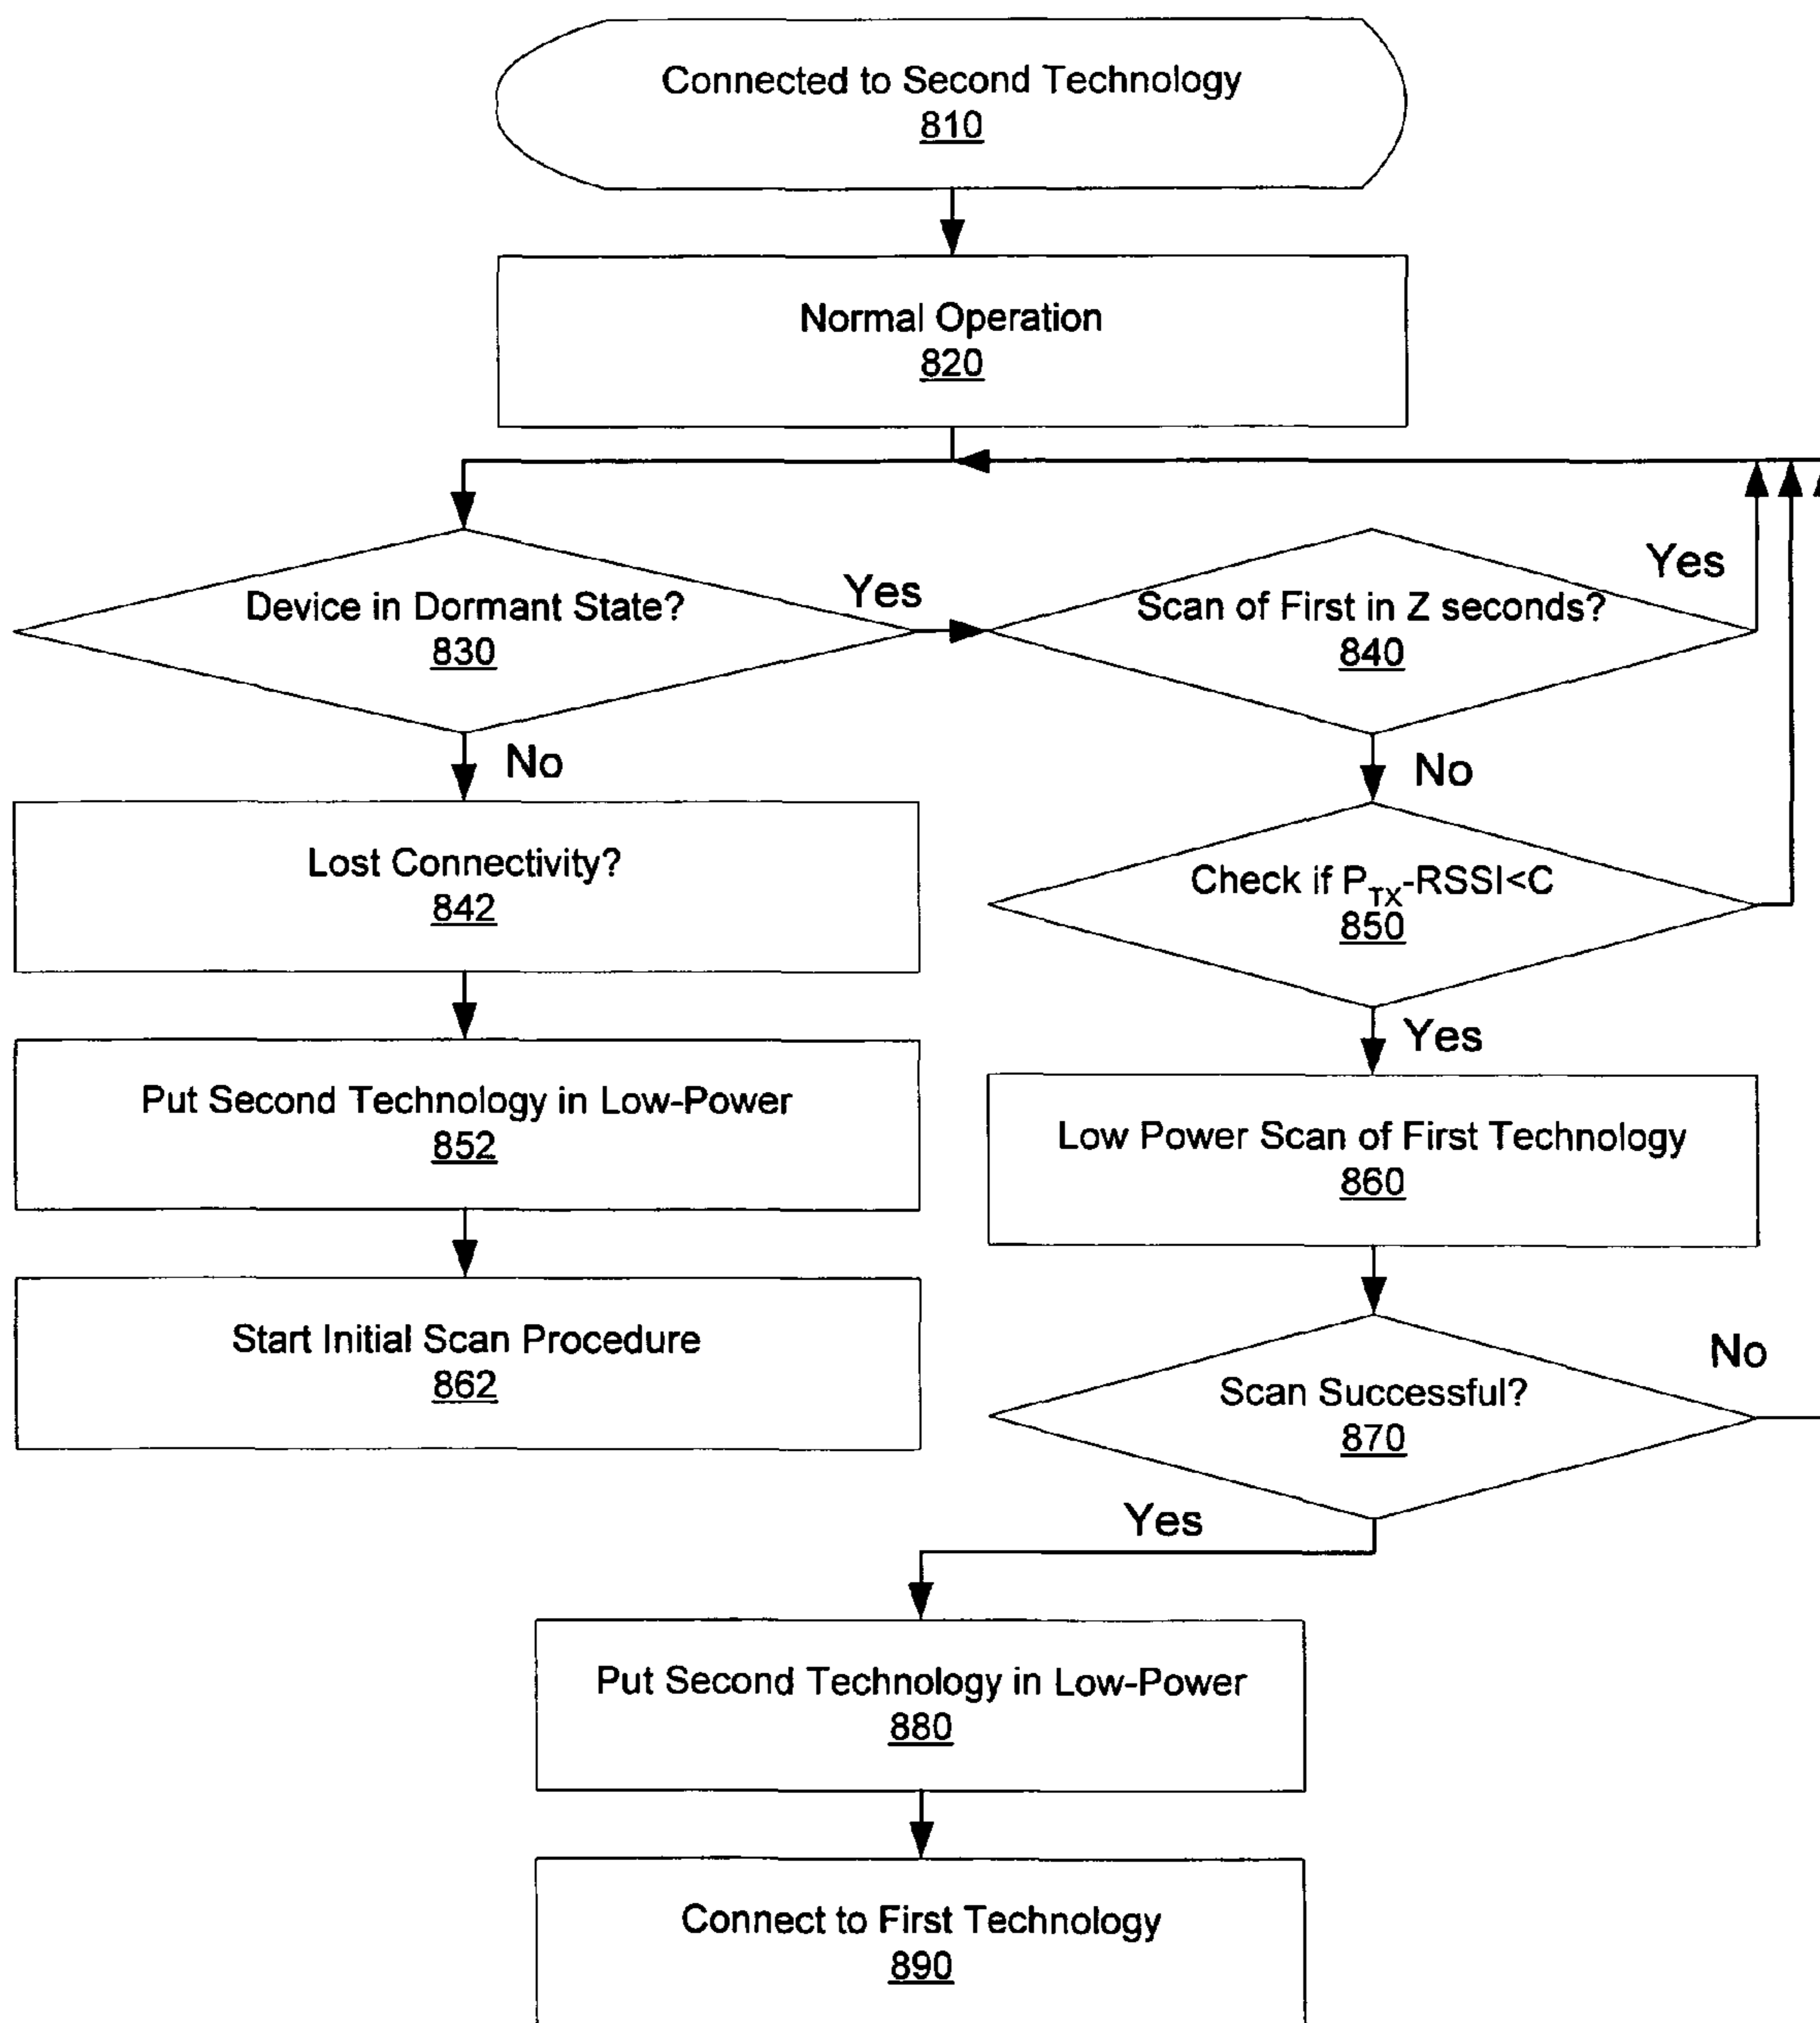 Connected to Second Technology
810
Normal Operation
820
Device in Dormant State?
830
Yes
Scan of First in Z seconds?
840
Yes
No
No
Lost Connectivity?
842
Check if P_TX-RSSI<C
850
Yes
Put Second Technology in Low-Power
852
Low Power Scan of First Technology
860
Start Initial Scan Procedure
862
Scan Successful?
870
No
Yes
Put Second Technology in Low-Power
880
Connect to First Technology
890